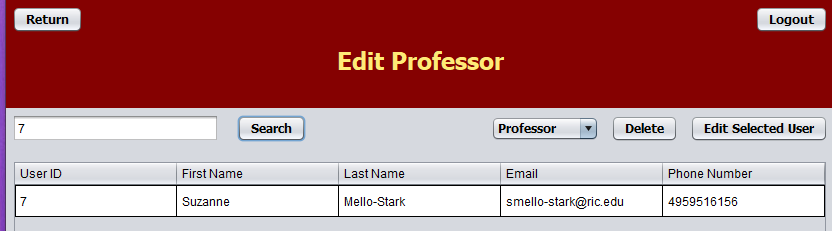 Return Logout
Edit Professor
7 Search Professor Delete Edit Selected User
User ID First Name Last Name Email Phone Number
7 Suzanne Mello-Stark smello-stark@ric.edu 4959516156